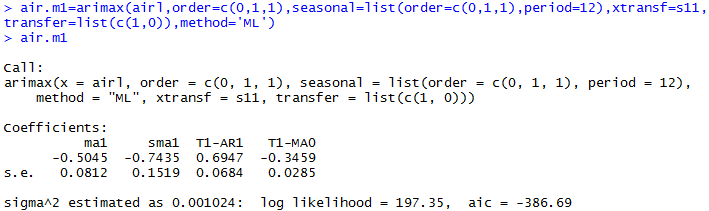 > air.m1=arimax(airl,order=c(0,1,1),seasonal=list(order=c(0,1,1),period=12),xtransf=s11,
transfer=list(c(1,0)),method='ML')
> air.m1
Call:
arimax(x = airl, order = c(0, 1, 1), seasonal = list(order = c(0, 1, 1), period = 12),
method = "ML", xtransf = s11, transfer = list(c(1, 0)))
Coefficients:
ma1 sma1 T1-AR1 T1-MA0
-0.5045 -0.7435 0.6947 -0.3459
s.e. 0.0812 0.1519 0.0684 0.0285
sigma^2 estimated as 0.001024: log likelihood = 197.35, aic = -386.69